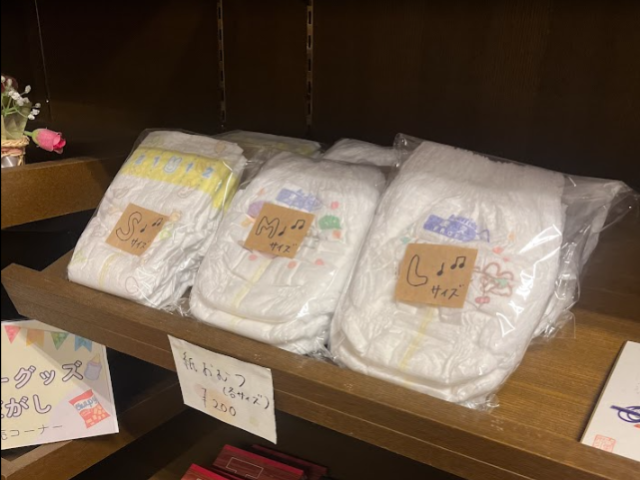 S
サイズ
M
サイズ
L
サイズ
紙おむつ
(各サイズ)
¥200
ーグッズ
がし
コーナー